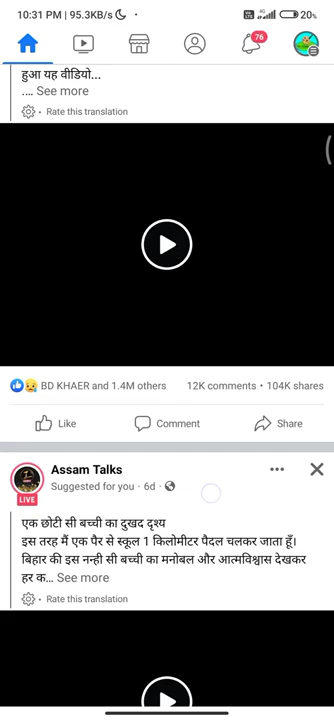 10:31 PM | 95.3KB/s
4G
20%
76
हुआ यह वीडियो...
.... See more
Rate this translation
BD KHAER and 1.4M others 12K comments • 104K shares
Like Comment Share
Assam Talks
Suggested for you · 6d ·
LIVE
एक छोटी सी बच्ची का दुखद दृश्य
इस तरह मैं एक पैर से स्कूल 1 किलोमीटर पैदल चलकर जाता हूँ।
बिहार की इस नन्ही सी बच्ची का मनोबल और आत्मविश्वास देखकर
हर क... See more
Rate this translation